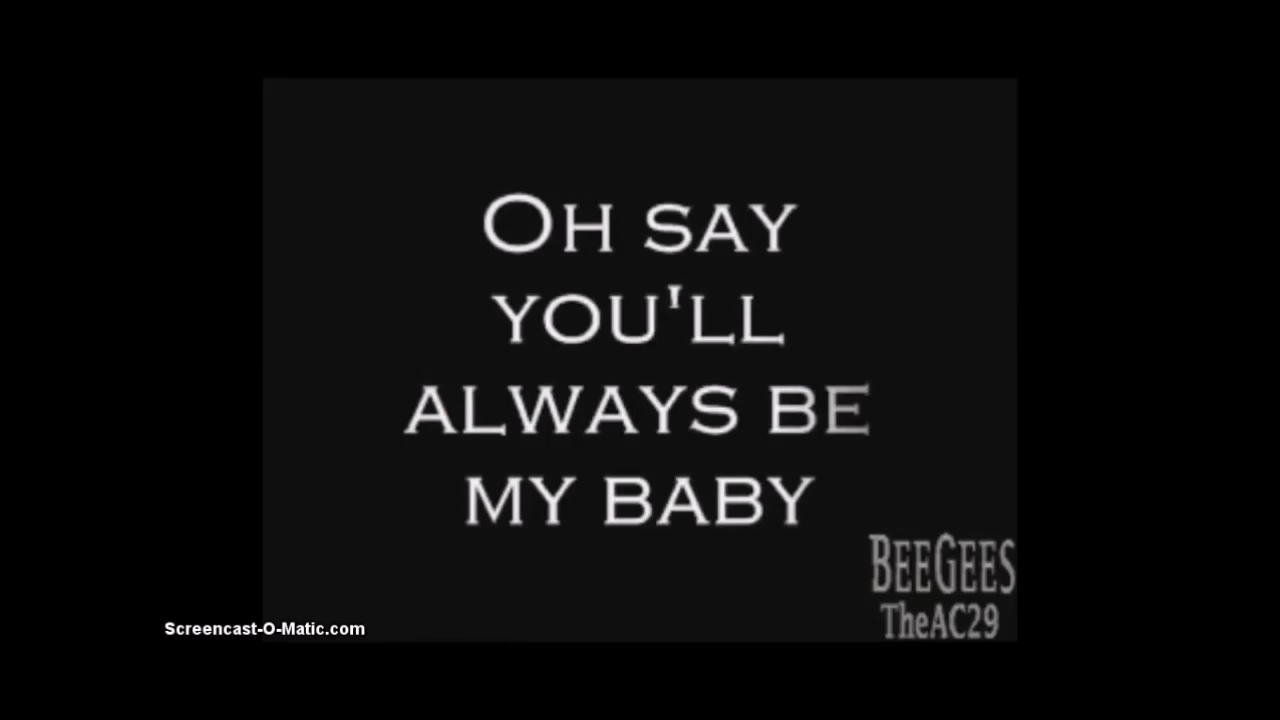 OH SAY
YOU'LL
ALWAYS BE
MY BABY
BEEGEES
TheAC29
Screencast-O-Matic.com